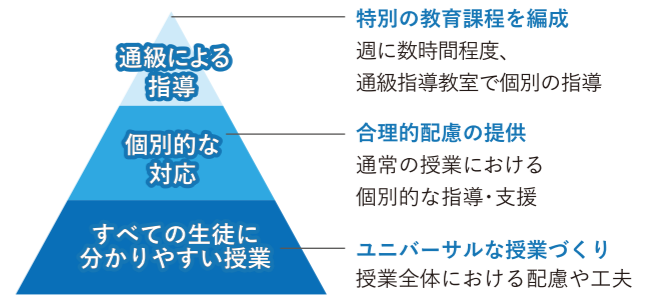 通級による
指導
特別の教育課程を編成
週に数時間程度、
通級指導教室で個別の指導
個別的な
対応
合理的配慮の提供
通常の授業における
個別的な指導・支援
すべての生徒に
分かりやすい授業
ユニバーサルな授業づくり
授業全体における配慮や工夫